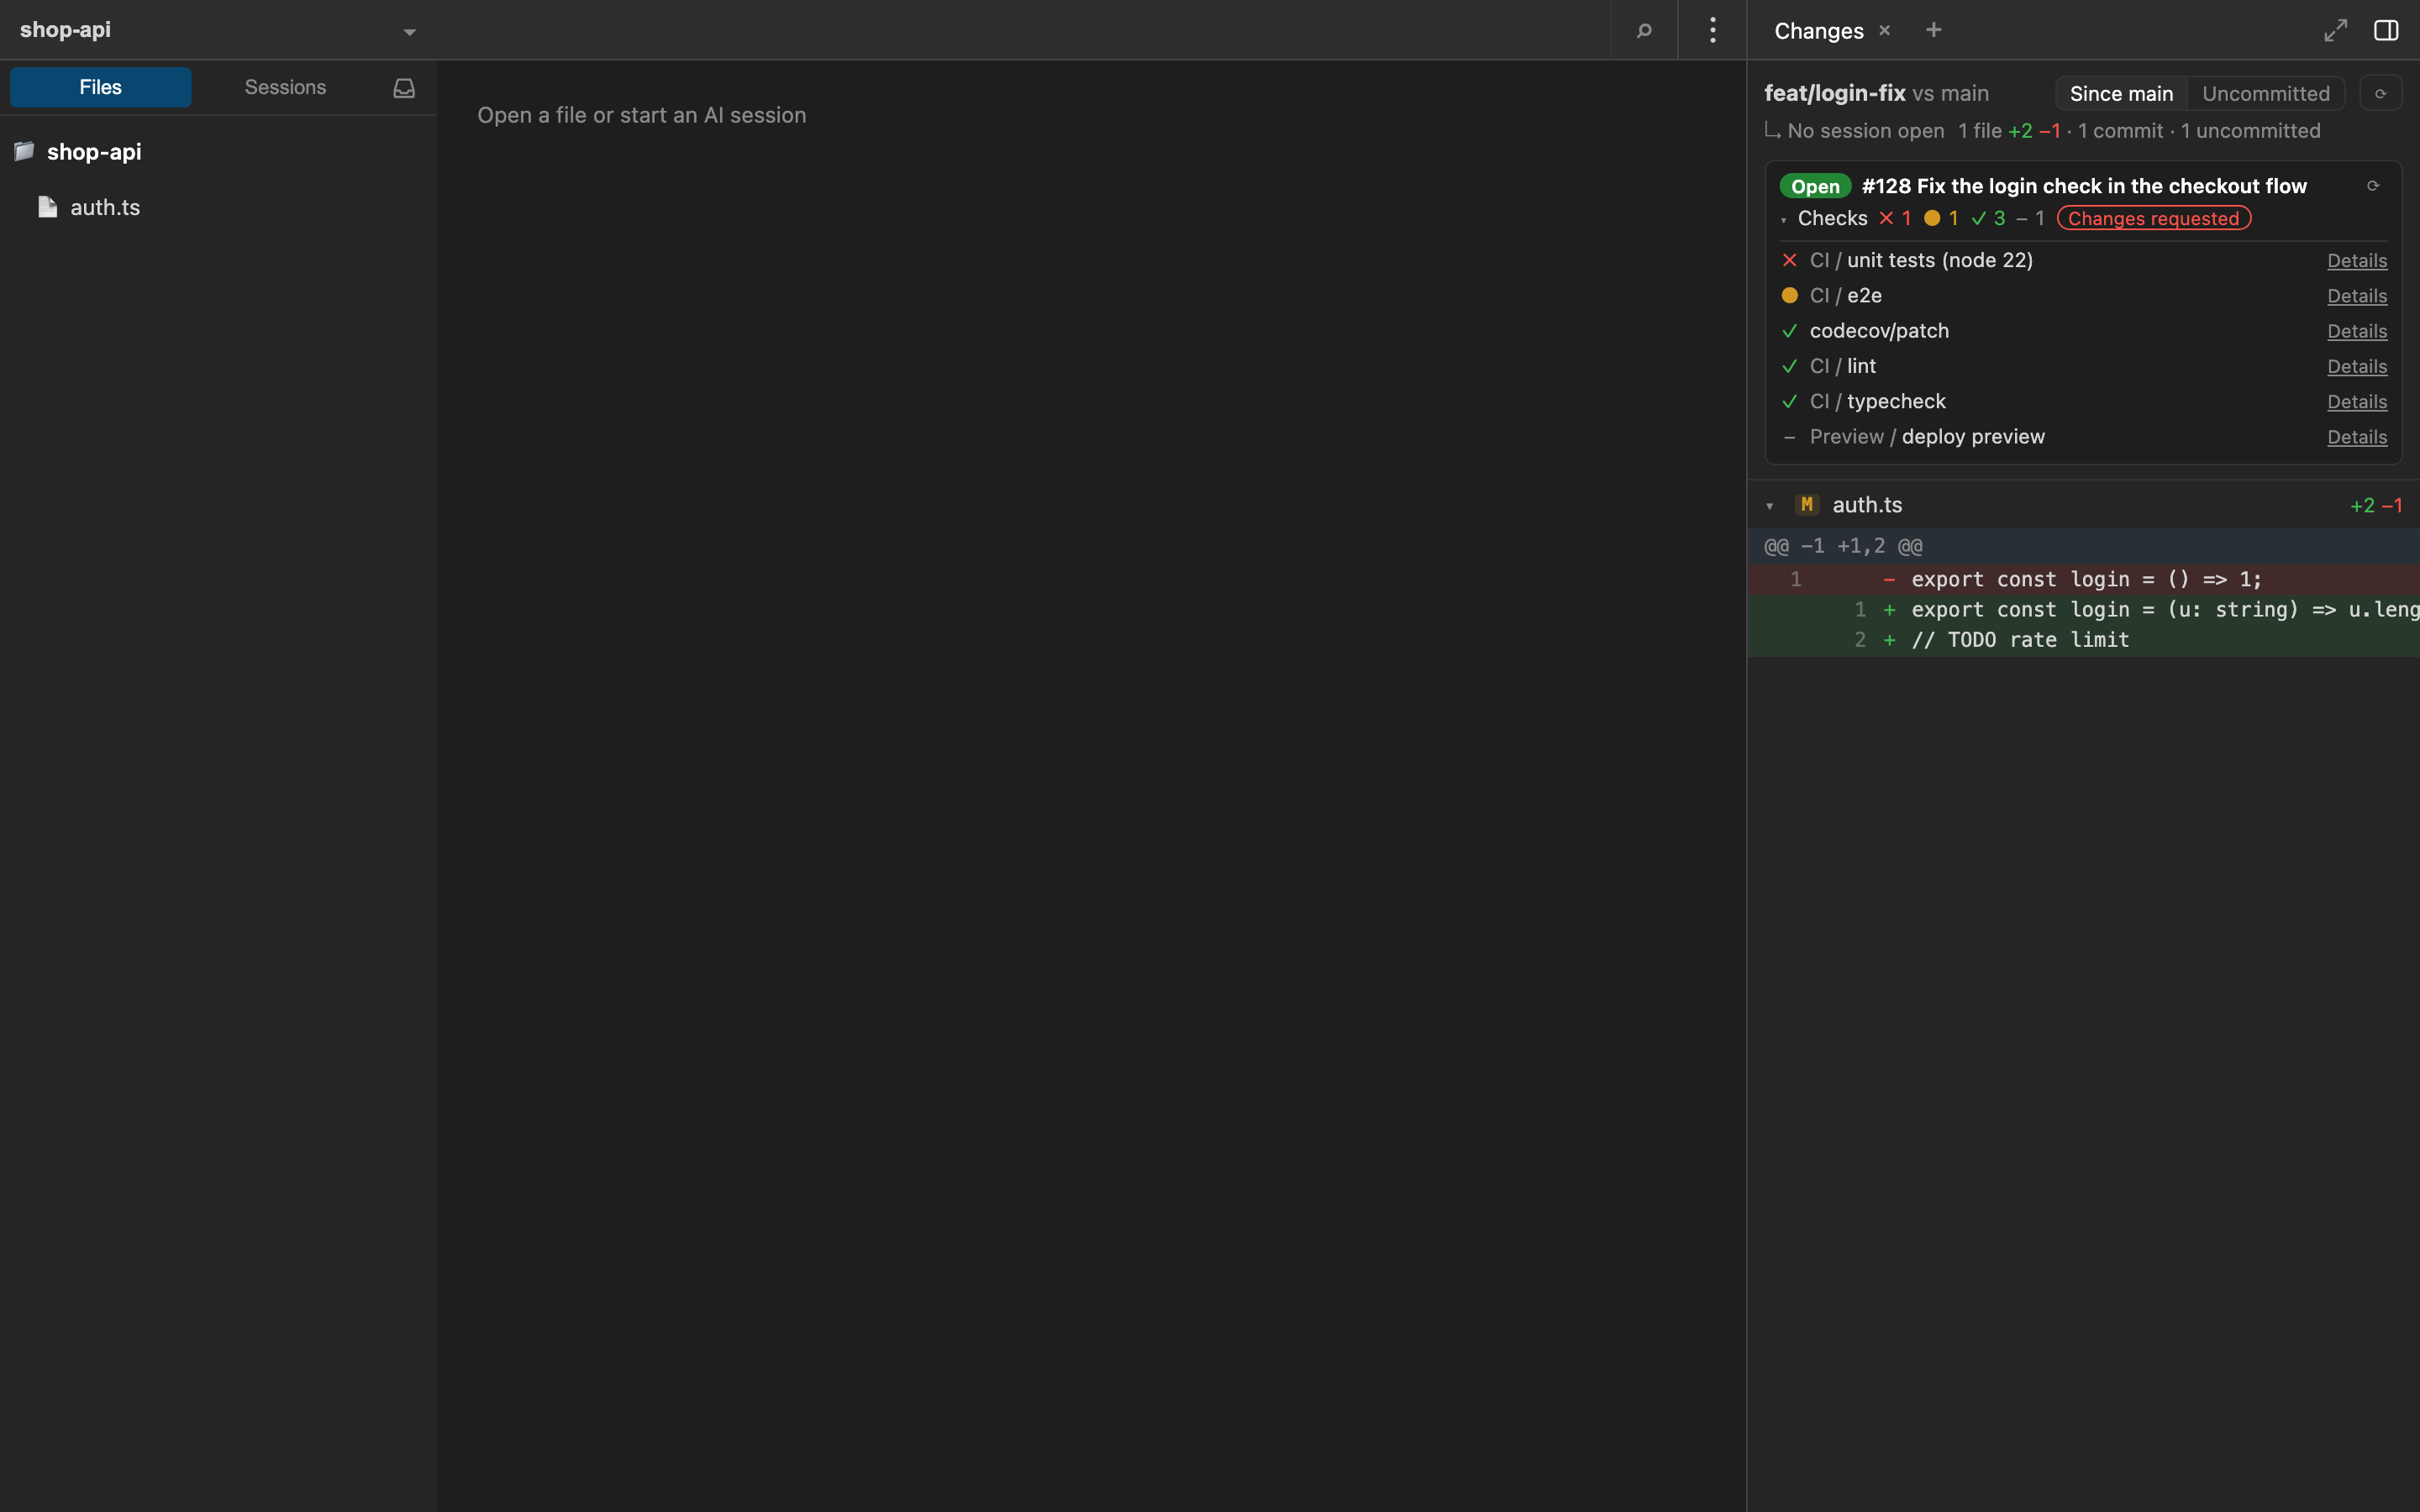 shop-api
Changes × +
Files Sessions
shop-api
auth.ts
Open a file or start an AI session
feat/login-fix vs main Since main Uncommitted
No session open 1 file +2 −1 · 1 commit · 1 uncommitted
Open #128 Fix the login check in the checkout flow
Checks ✕ 1 ● 1 ✓ 3 – 1 Changes requested
✕ CI / unit tests (node 22) Details
● CI / e2e Details
✓ codecov/patch Details
✓ CI / lint Details
✓ CI / typecheck Details
– Preview / deploy preview Details
M auth.ts +2 −1
@@ −1 +1,2 @@
1 − export const login = () => 1;
1 + export const login = (u: string) => u.leng
2 + // TODO rate limit